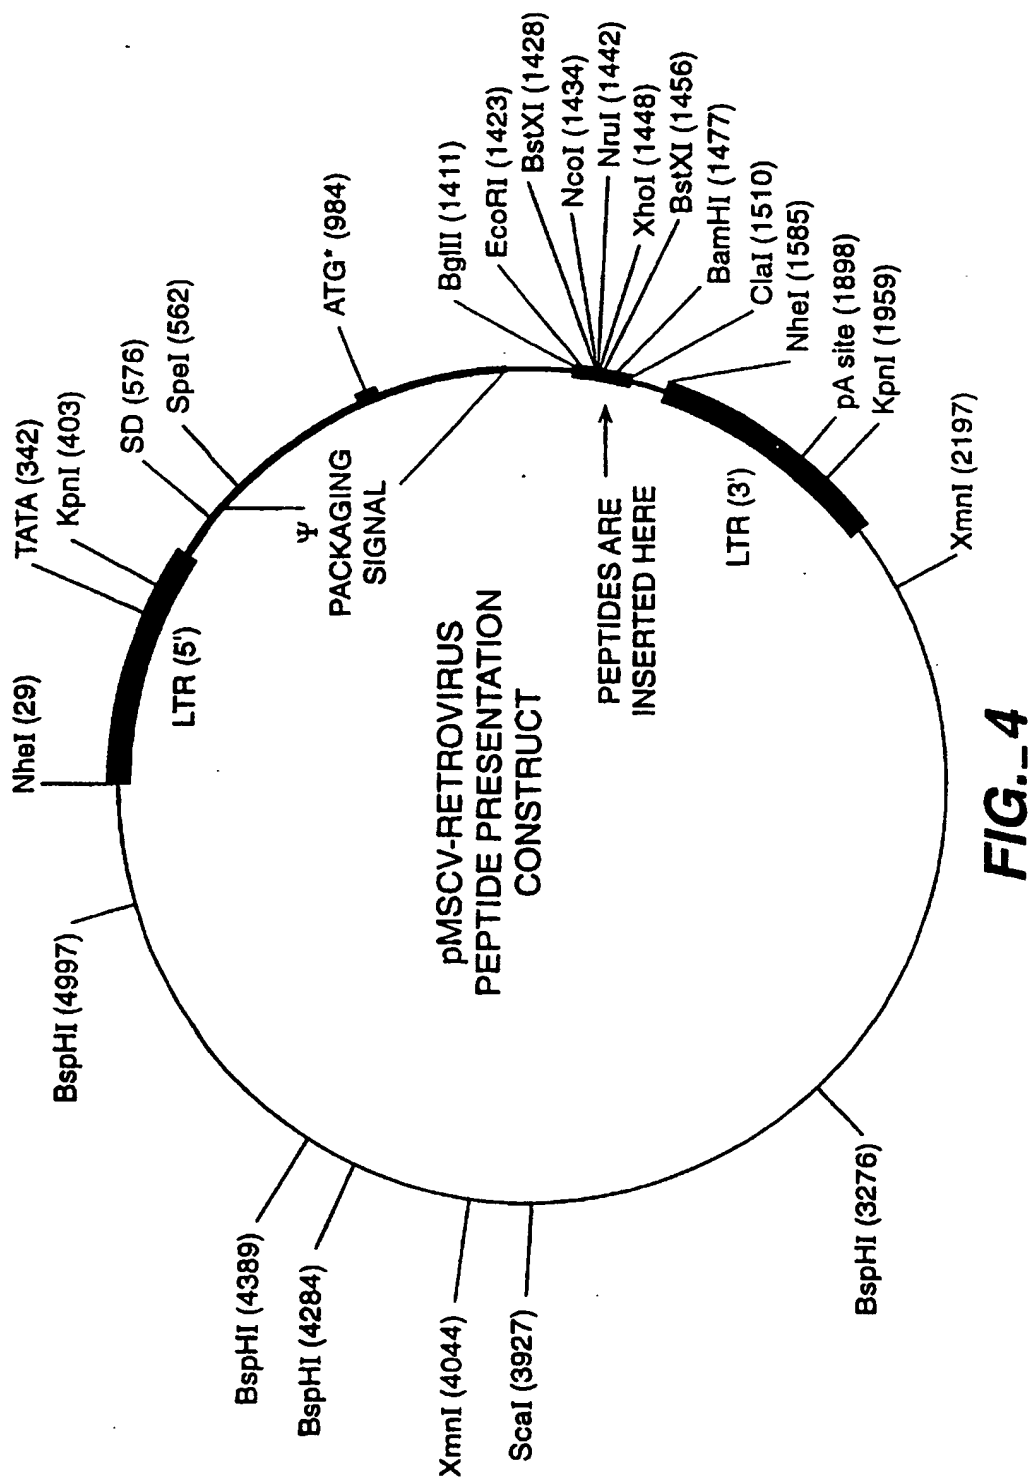 NheI (29)
TATA (342)
KpnI (403)
SD (576)
SpeI (562)
ATG* (984)
BglII (1411)
EcoRI (1423)
BstXI (1428)
NcoI (1434)
NruI (1442)
XhoI (1448)
BstXI (1456)
BamHI (1477)
ClaI (1510)
NheI (1585)
pA site (1898)
KpnI (1959)
XmnI (2197)
BspHI (3276)
ScaI (3927)
XmnI (4044)
BspHI (4284)
BspHI (4389)
BspHI (4997)
LTR (5')
Ψ
PACKAGING
SIGNAL
PEPTIDES ARE
INSERTED HERE
LTR (3')
pMSCV-RETROVIRUS
PEPTIDE PRESENTATION
CONSTRUCT
FIG._4